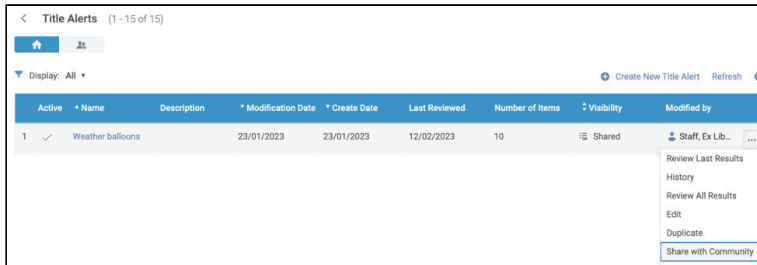 Title Alerts (1 - 15 of 15)
Display: All
Create New Title Alert Refresh
Active Name Description Modification Date Create Date Last Reviewed Number of Items Visibility Modified by
1 Weather balloons 23/01/2023 23/01/2023 12/02/2023 10 Shared Staff, Ex Lib... ...
Review Last Results
History
Review All Results
Edit
Duplicate
Share with Community